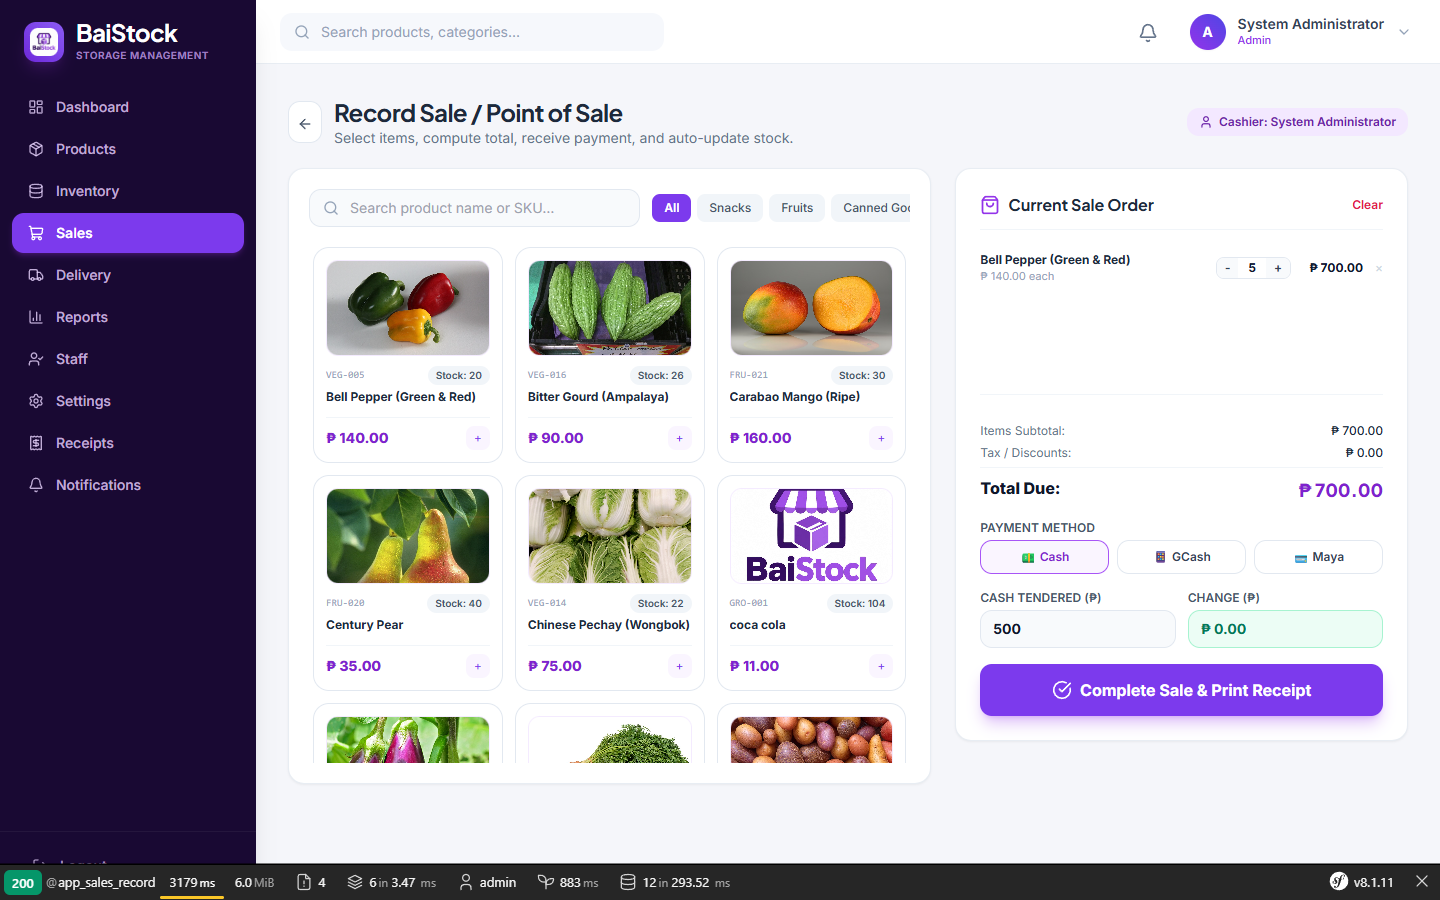 BaiStock
STORAGE MANAGEMENT
Dashboard
Products
Inventory
Sales
Delivery
Reports
Staff
Settings
Receipts
Notifications
Search products, categories...
A
System Administrator
Admin
Record Sale / Point of Sale
Select items, compute total, receive payment, and auto-update stock.
Cashier: System Administrator
Search product name or SKU...
All
Snacks
Fruits
Canned Goo
VEG-005
Stock: 20
Bell Pepper (Green & Red)
₱ 140.00
+
VEG-016
Stock: 26
Bitter Gourd (Ampalaya)
₱ 90.00
+
FRU-021
Stock: 30
Carabao Mango (Ripe)
₱ 160.00
+
FRU-020
Stock: 40
Century Pear
₱ 35.00
+
VEG-014
Stock: 22
Chinese Pechay (Wongbok)
₱ 75.00
+
BaiStock
GRO-001
Stock: 104
coca cola
₱ 11.00
+
Current Sale Order
Clear
Bell Pepper (Green & Red)
₱ 140.00 each
- 5 +
₱ 700.00
×
Items Subtotal:
₱ 700.00
Tax / Discounts:
₱ 0.00
Total Due:
₱ 700.00
PAYMENT METHOD
Cash
GCash
Maya
CASH TENDERED (₱)
500
CHANGE (₱)
₱ 0.00
Complete Sale & Print Receipt
200 @app_sales_record 3179 ms 6.0 MiB 4 6 in 3.47 ms admin 883 ms 12 in 293.52 ms sf v8.1.11